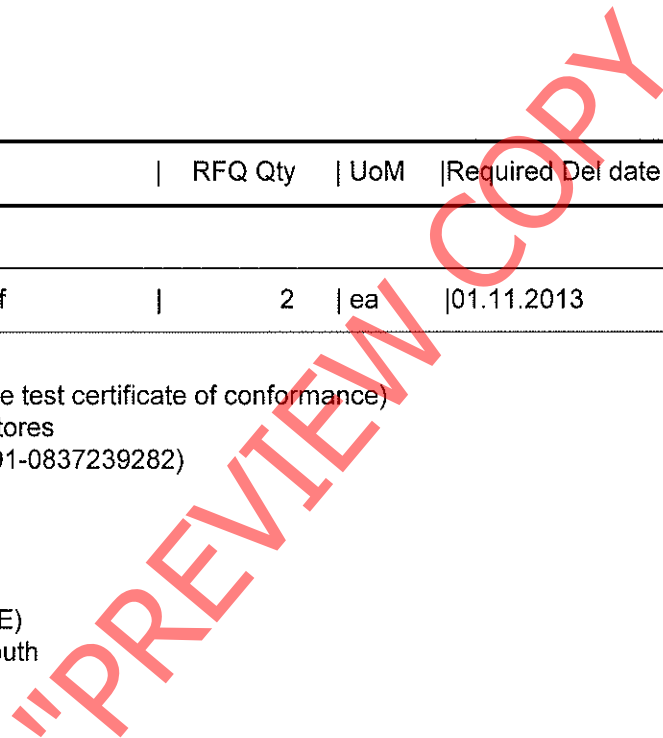 | RFQ Qty | UoM |Required Del date
f | 2 | ea |01.11.2013
e test certificate of conformance)
tores
91-0837239282)
E)
outh
"PREVIEW COPY